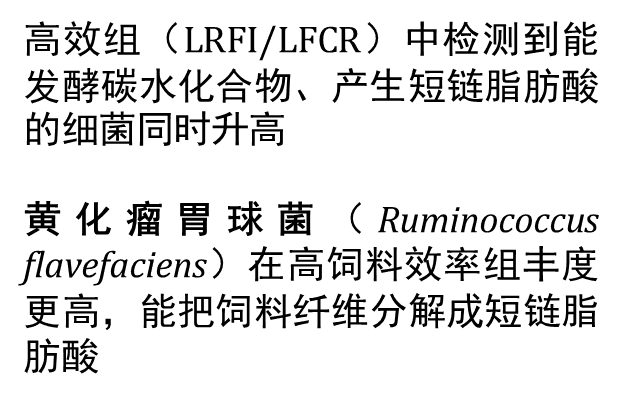 高效组（LRFI/LFCR）中检测到能
发酵碳水化合物、产生短链脂肪酸
的细菌同时升高
黄化瘤胃球菌（Ruminococcus
flavefaciens）在高饲料效率组丰度
更高，能把饲料纤维分解成短链脂
肪酸